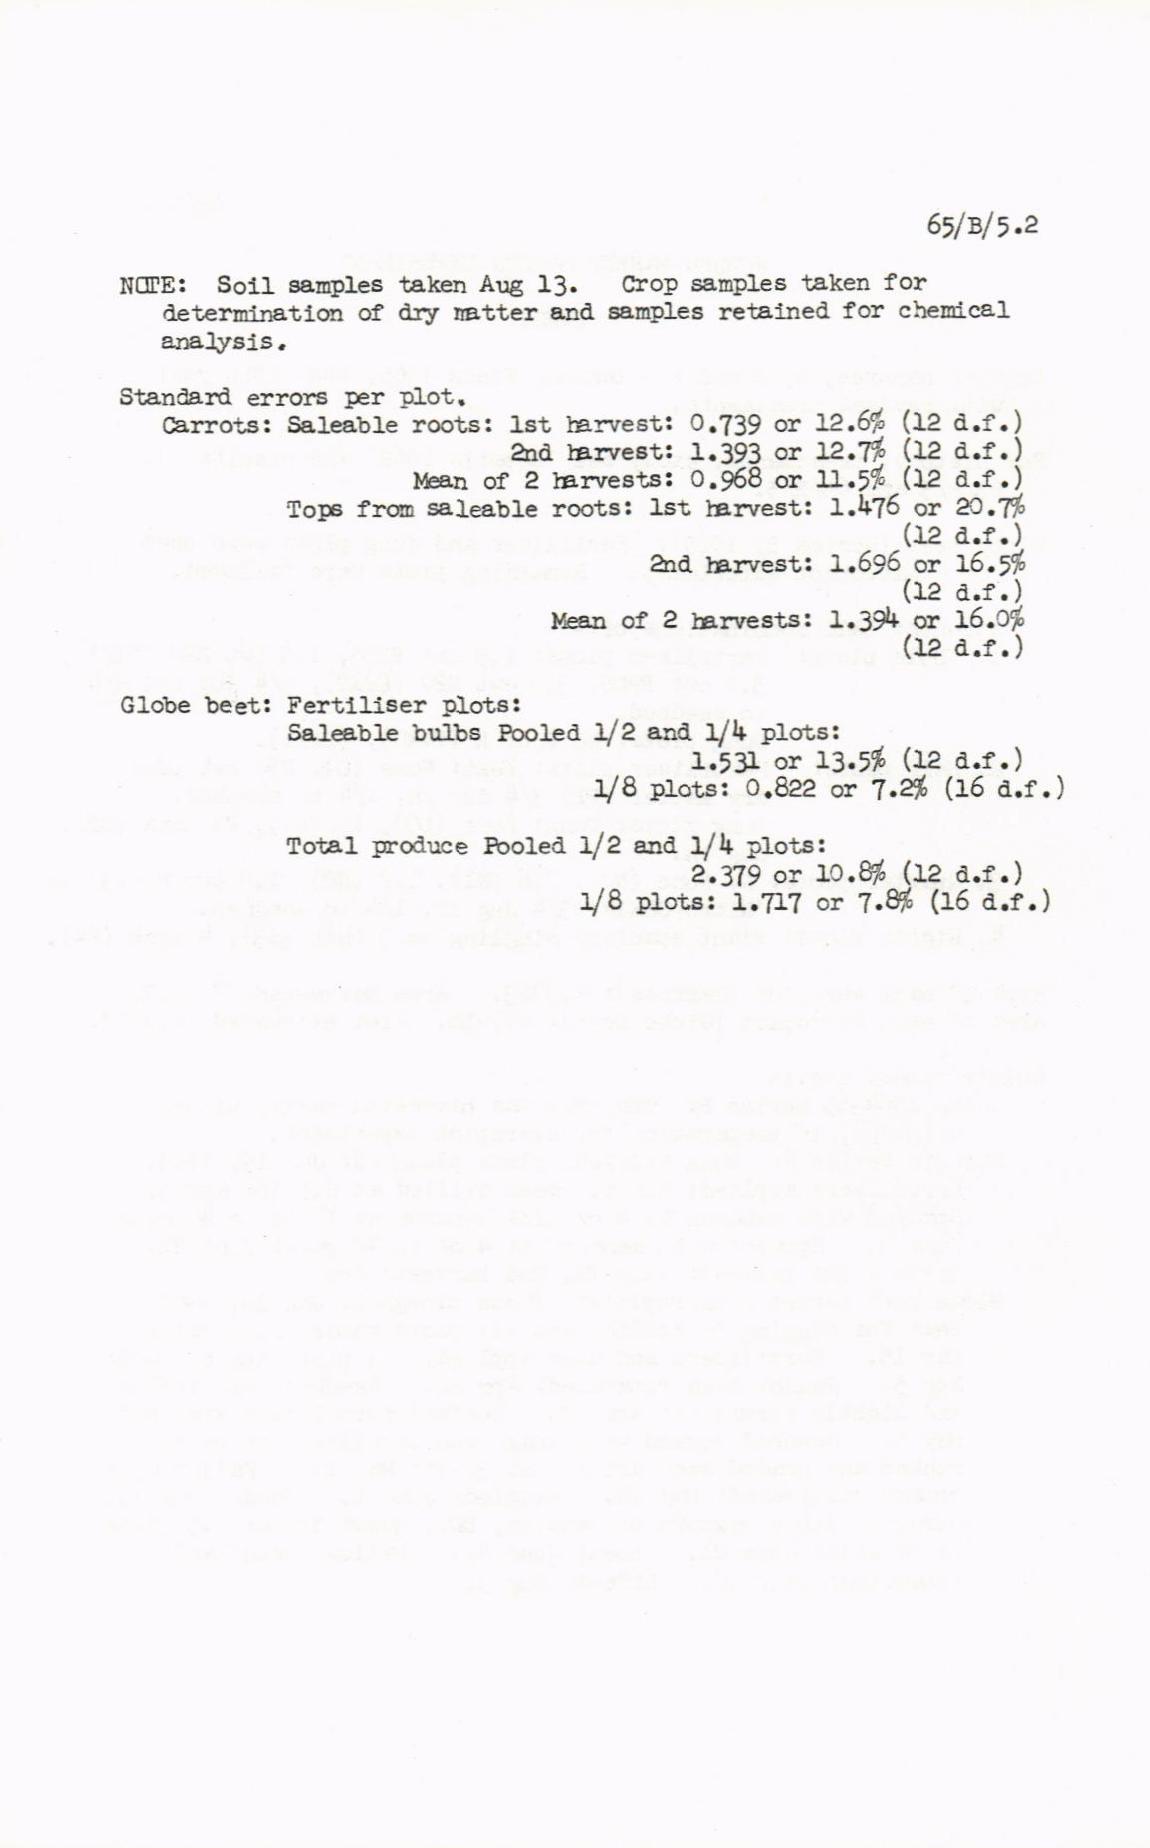 65/B/5.2
NOTE: Soil samples taken Aug 13. Crop samples taken for
determination of dry matter and samples retained for chemical
analysis.
Standard errors per plot.
Carrots: Saleable roots: 1st harvest: 0.739 or 12.6% (12 d.f.)
2nd harvest: 1.393 or 12.7% (12 d.f.)
Mean of 2 harvests: 0.968 or 11.5% (12 d.f.)
Tops from saleable roots: 1st harvest: 1.476 or 20.7%
(12 d.f.)
2nd harvest: 1.696 or 16.5%
(12 d.f.)
Mean of 2 harvests: 1.394 or 16.0%
(12 d.f.)
Globe beet: Fertiliser plots:
Saleable bulbs Pooled 1/2 and 1/4 plots:
1.531 or 13.5% (12 d.f.)
1/8 plots: 0.822 or 7.2% (16 d.f.)
Total produce Pooled 1/2 and 1/4 plots:
2.379 or 10.8% (12 d.f.)
1/8 plots: 1.717 or 7.8% (16 d.f.)